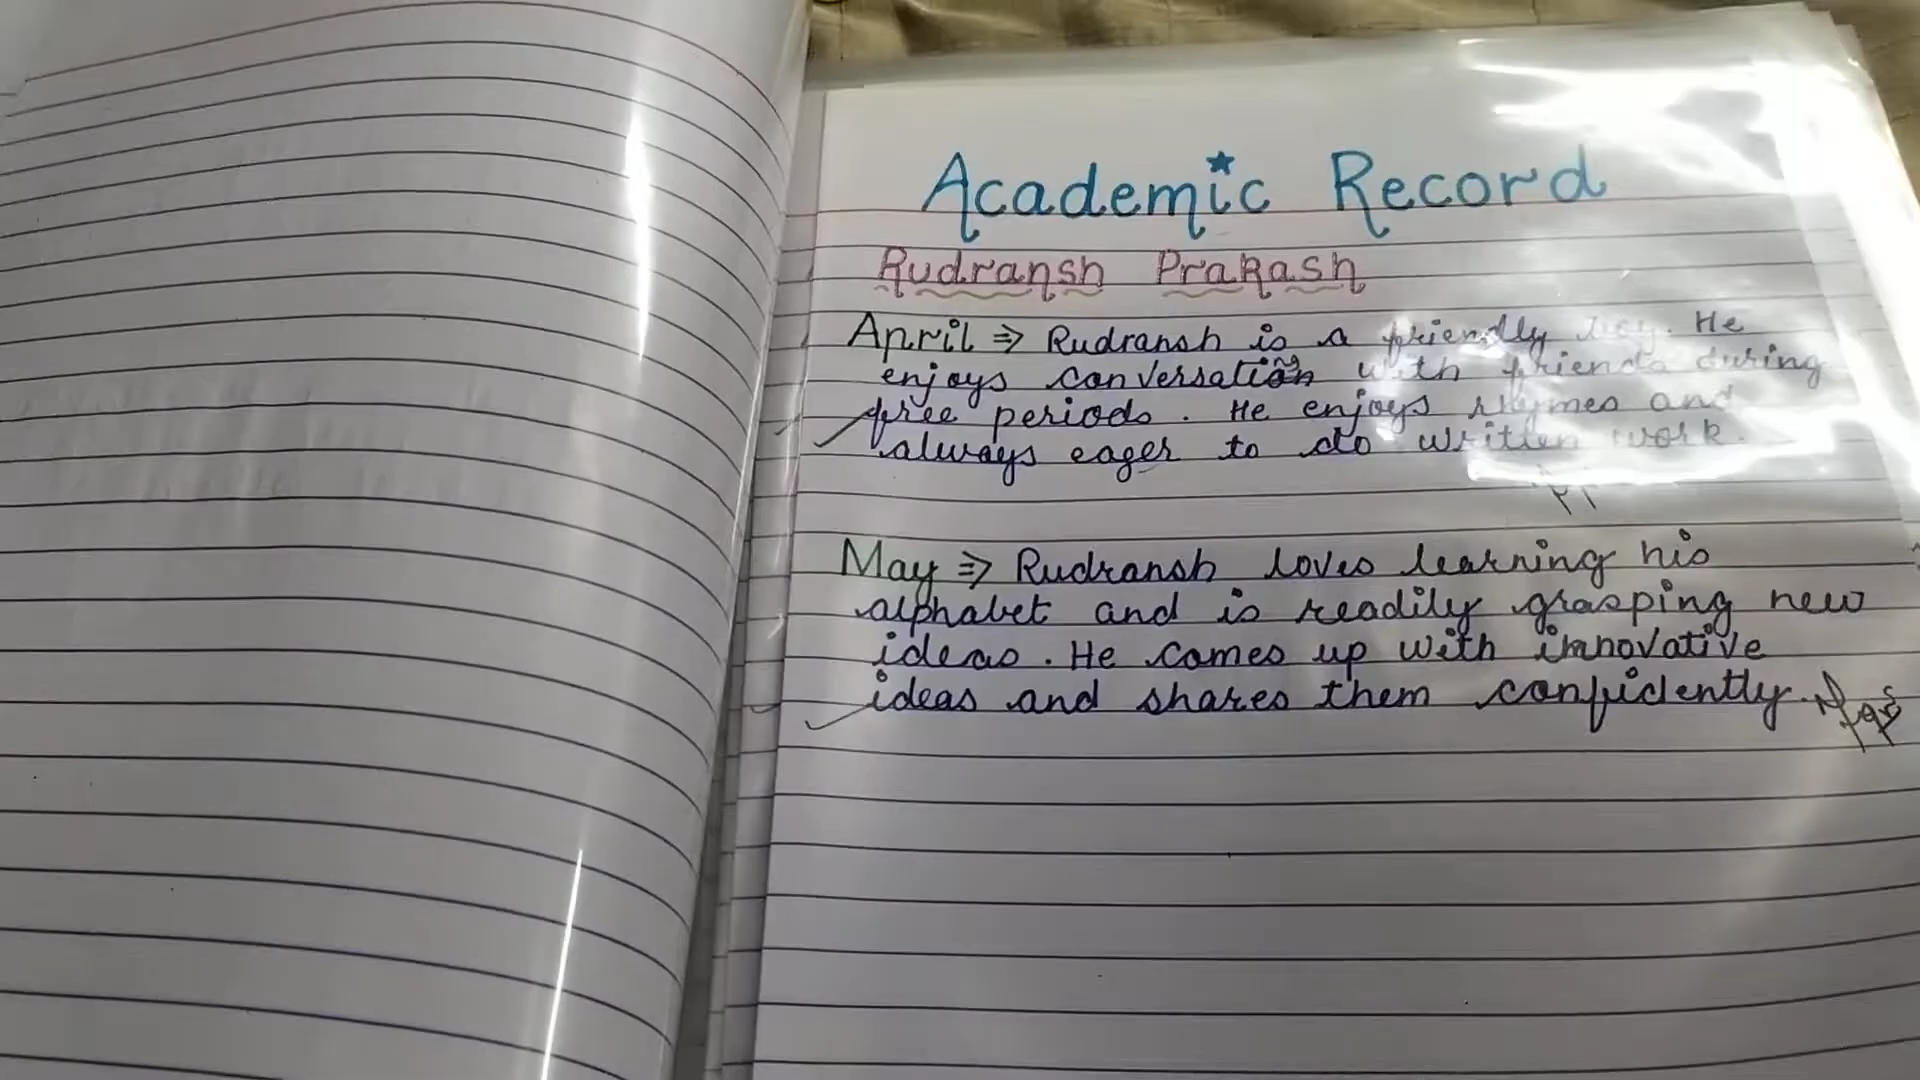 Academic Record
Rudransh Prakash
April ⇒ Rudransh is a friendly boy. He
enjoys conversation with friends during
free periods. He enjoys rhymes and
always eager to do written work.
May ⇒ Rudransh loves learning his
alphabet and is readily grasping new
ideas. He comes up with innovative
ideas and shares them confidently.